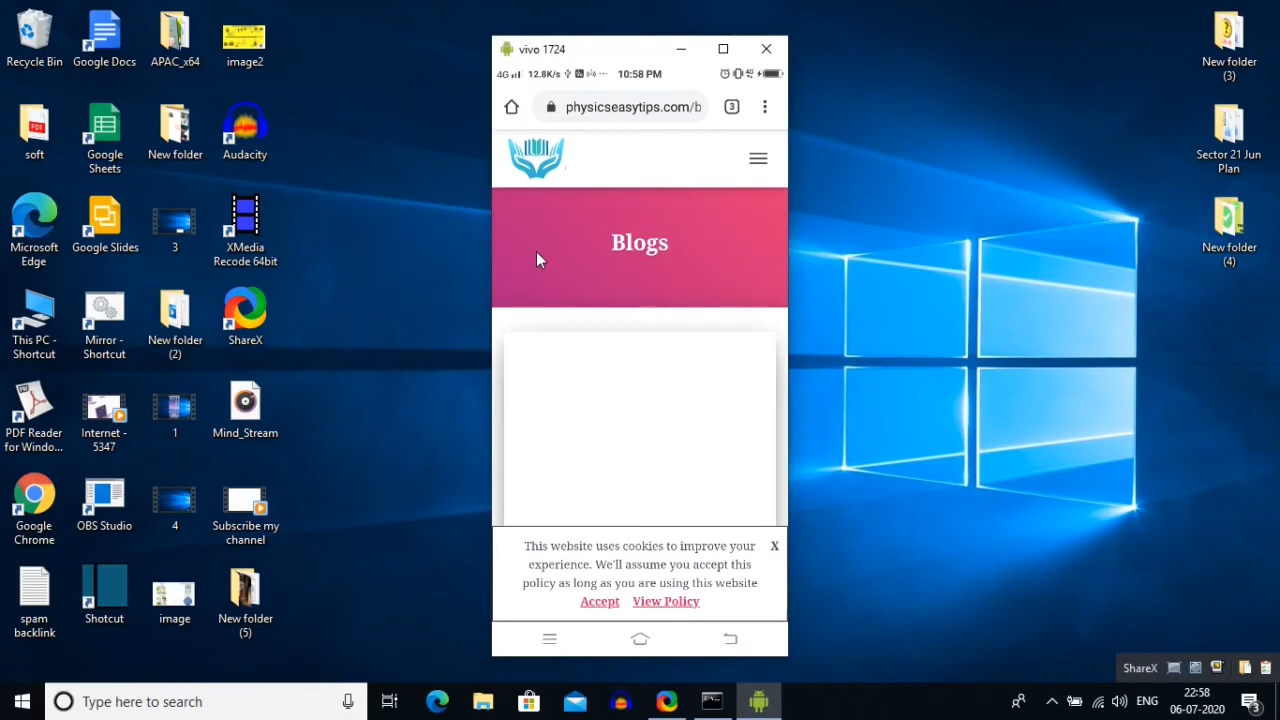 Recycle Bin
Google Docs
APAC_x64
image2
soft
Google
Sheets
New folder
Audacity
Microsoft
Edge
Google Slides
3
XMedia
Recode 64bit
This PC -
Shortcut
Mirror -
Shortcut
New folder
(2)
ShareX
PDF Reader
for Windo...
Internet -
5347
1
Mind_Stream
Google
Chrome
OBS Studio
4
Subscribe my
channel
spam
backlink
Shotcut
image
New folder
(5)
vivo 1724
4G 12.8K/s ... 10:58 PM
physicseasytips.com/b
3
Blogs
This website uses cookies to improve your
experience. We'll assume you accept this
policy as long as you are using this website
X
Accept View Policy
New folder
(3)
ector 21 Jun
Plan
New folder
(4)
ShareX
Type here to search
ENG
22:58
06-07-2020
3